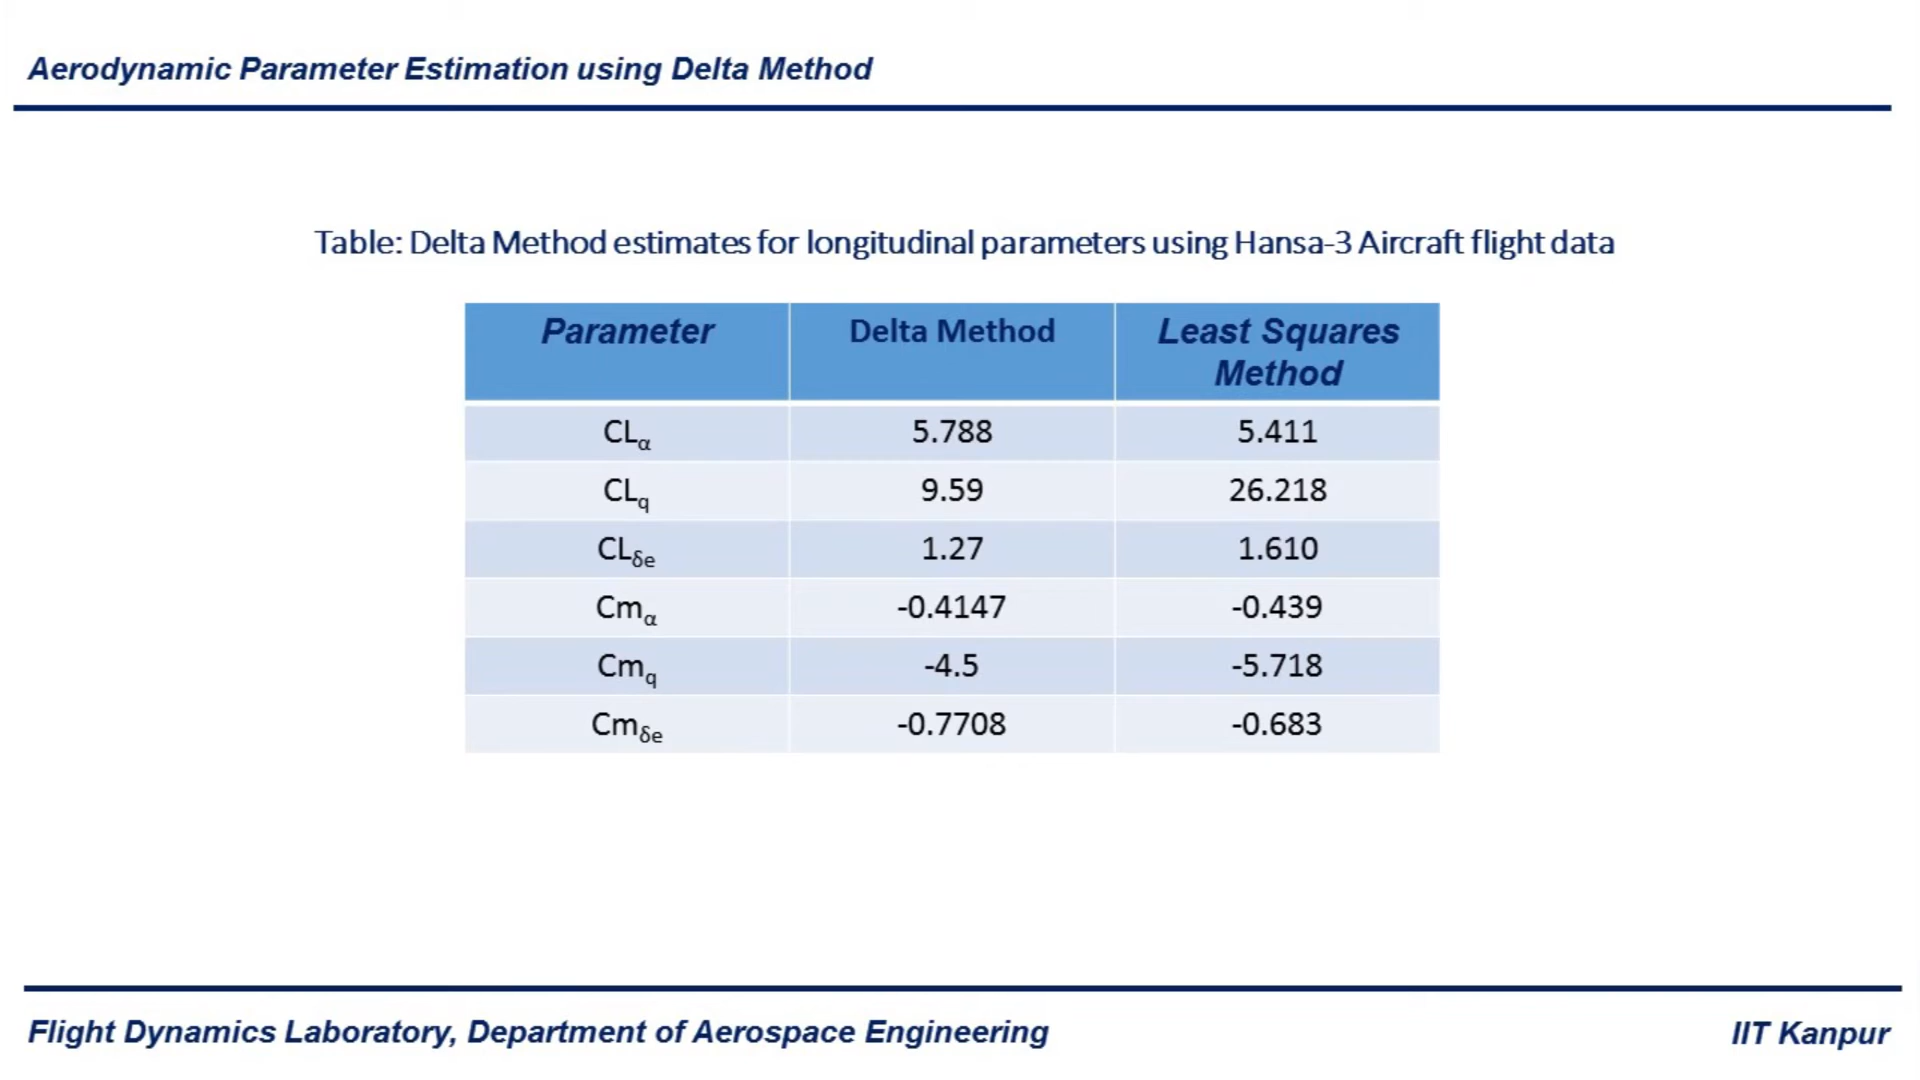 Aerodynamic Parameter Estimation using Delta Method
Table: Delta Method estimates for longitudinal parameters using Hansa-3 Aircraft flight data
Parameter Delta Method Least Squares Method
CLα 5.788 5.411
CLq 9.59 26.218
CLδe 1.27 1.610
Cmα -0.4147 -0.439
Cmq -4.5 -5.718
Cmδe -0.7708 -0.683
Flight Dynamics Laboratory, Department of Aerospace Engineering IIT Kanpur